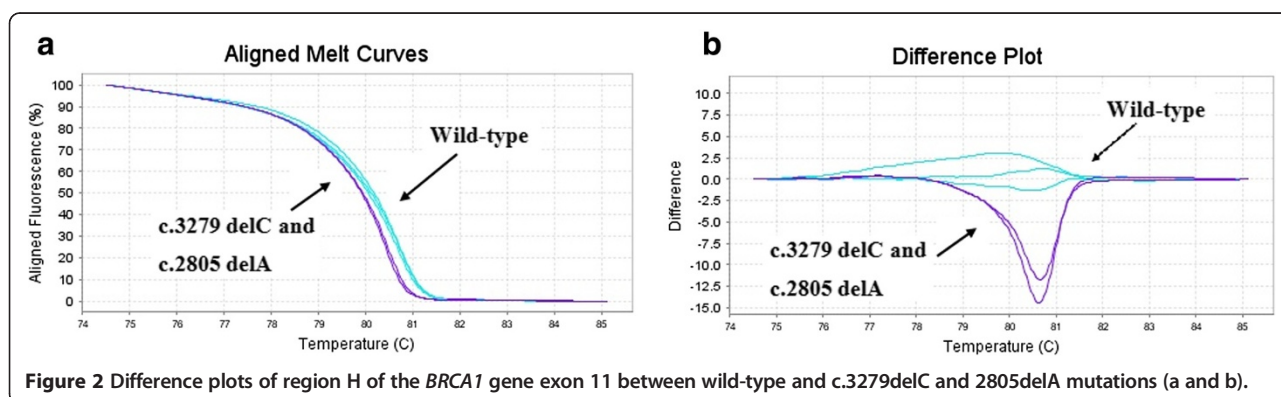 a
Aligned Melt Curves
Aligned Fluorescence (%)
100
90
80
70
60
50
40
30
20
10
0
Wild-type
c.3279 delC and
c.2805 delA
74 75 76 77 78 79 80 81 82 83 84 85
Temperature (C)
b
Difference Plot
Difference
10.0
7.5
5.0
2.5
0.0
-2.5
-5.0
-7.5
-10.0
-12.5
-15.0
Wild-type
c.3279 delC and
c.2805 delA
74 75 76 77 78 79 80 81 82 83 84 85
Temperature (C)
Figure 2 Difference plots of region H of the BRCA1 gene exon 11 between wild-type and c.3279delC and 2805delA mutations (a and b).